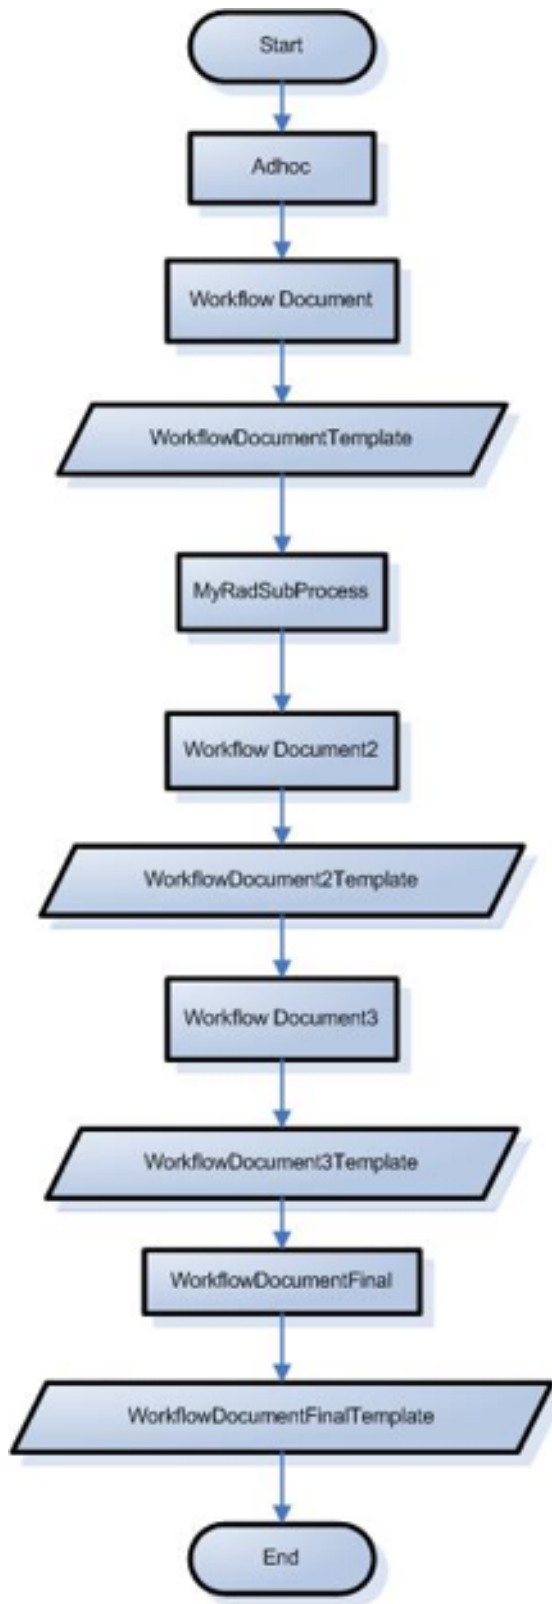 Start
Adhoc
Workflow Document
WorkflowDocumentTemplate
MyRadSubProcess
Workflow Document2
WorkflowDocument2Template
Workflow Document3
WorkflowDocument3Template
WorkflowDocumentFinal
WorkflowDocumentFinalTemplate
End